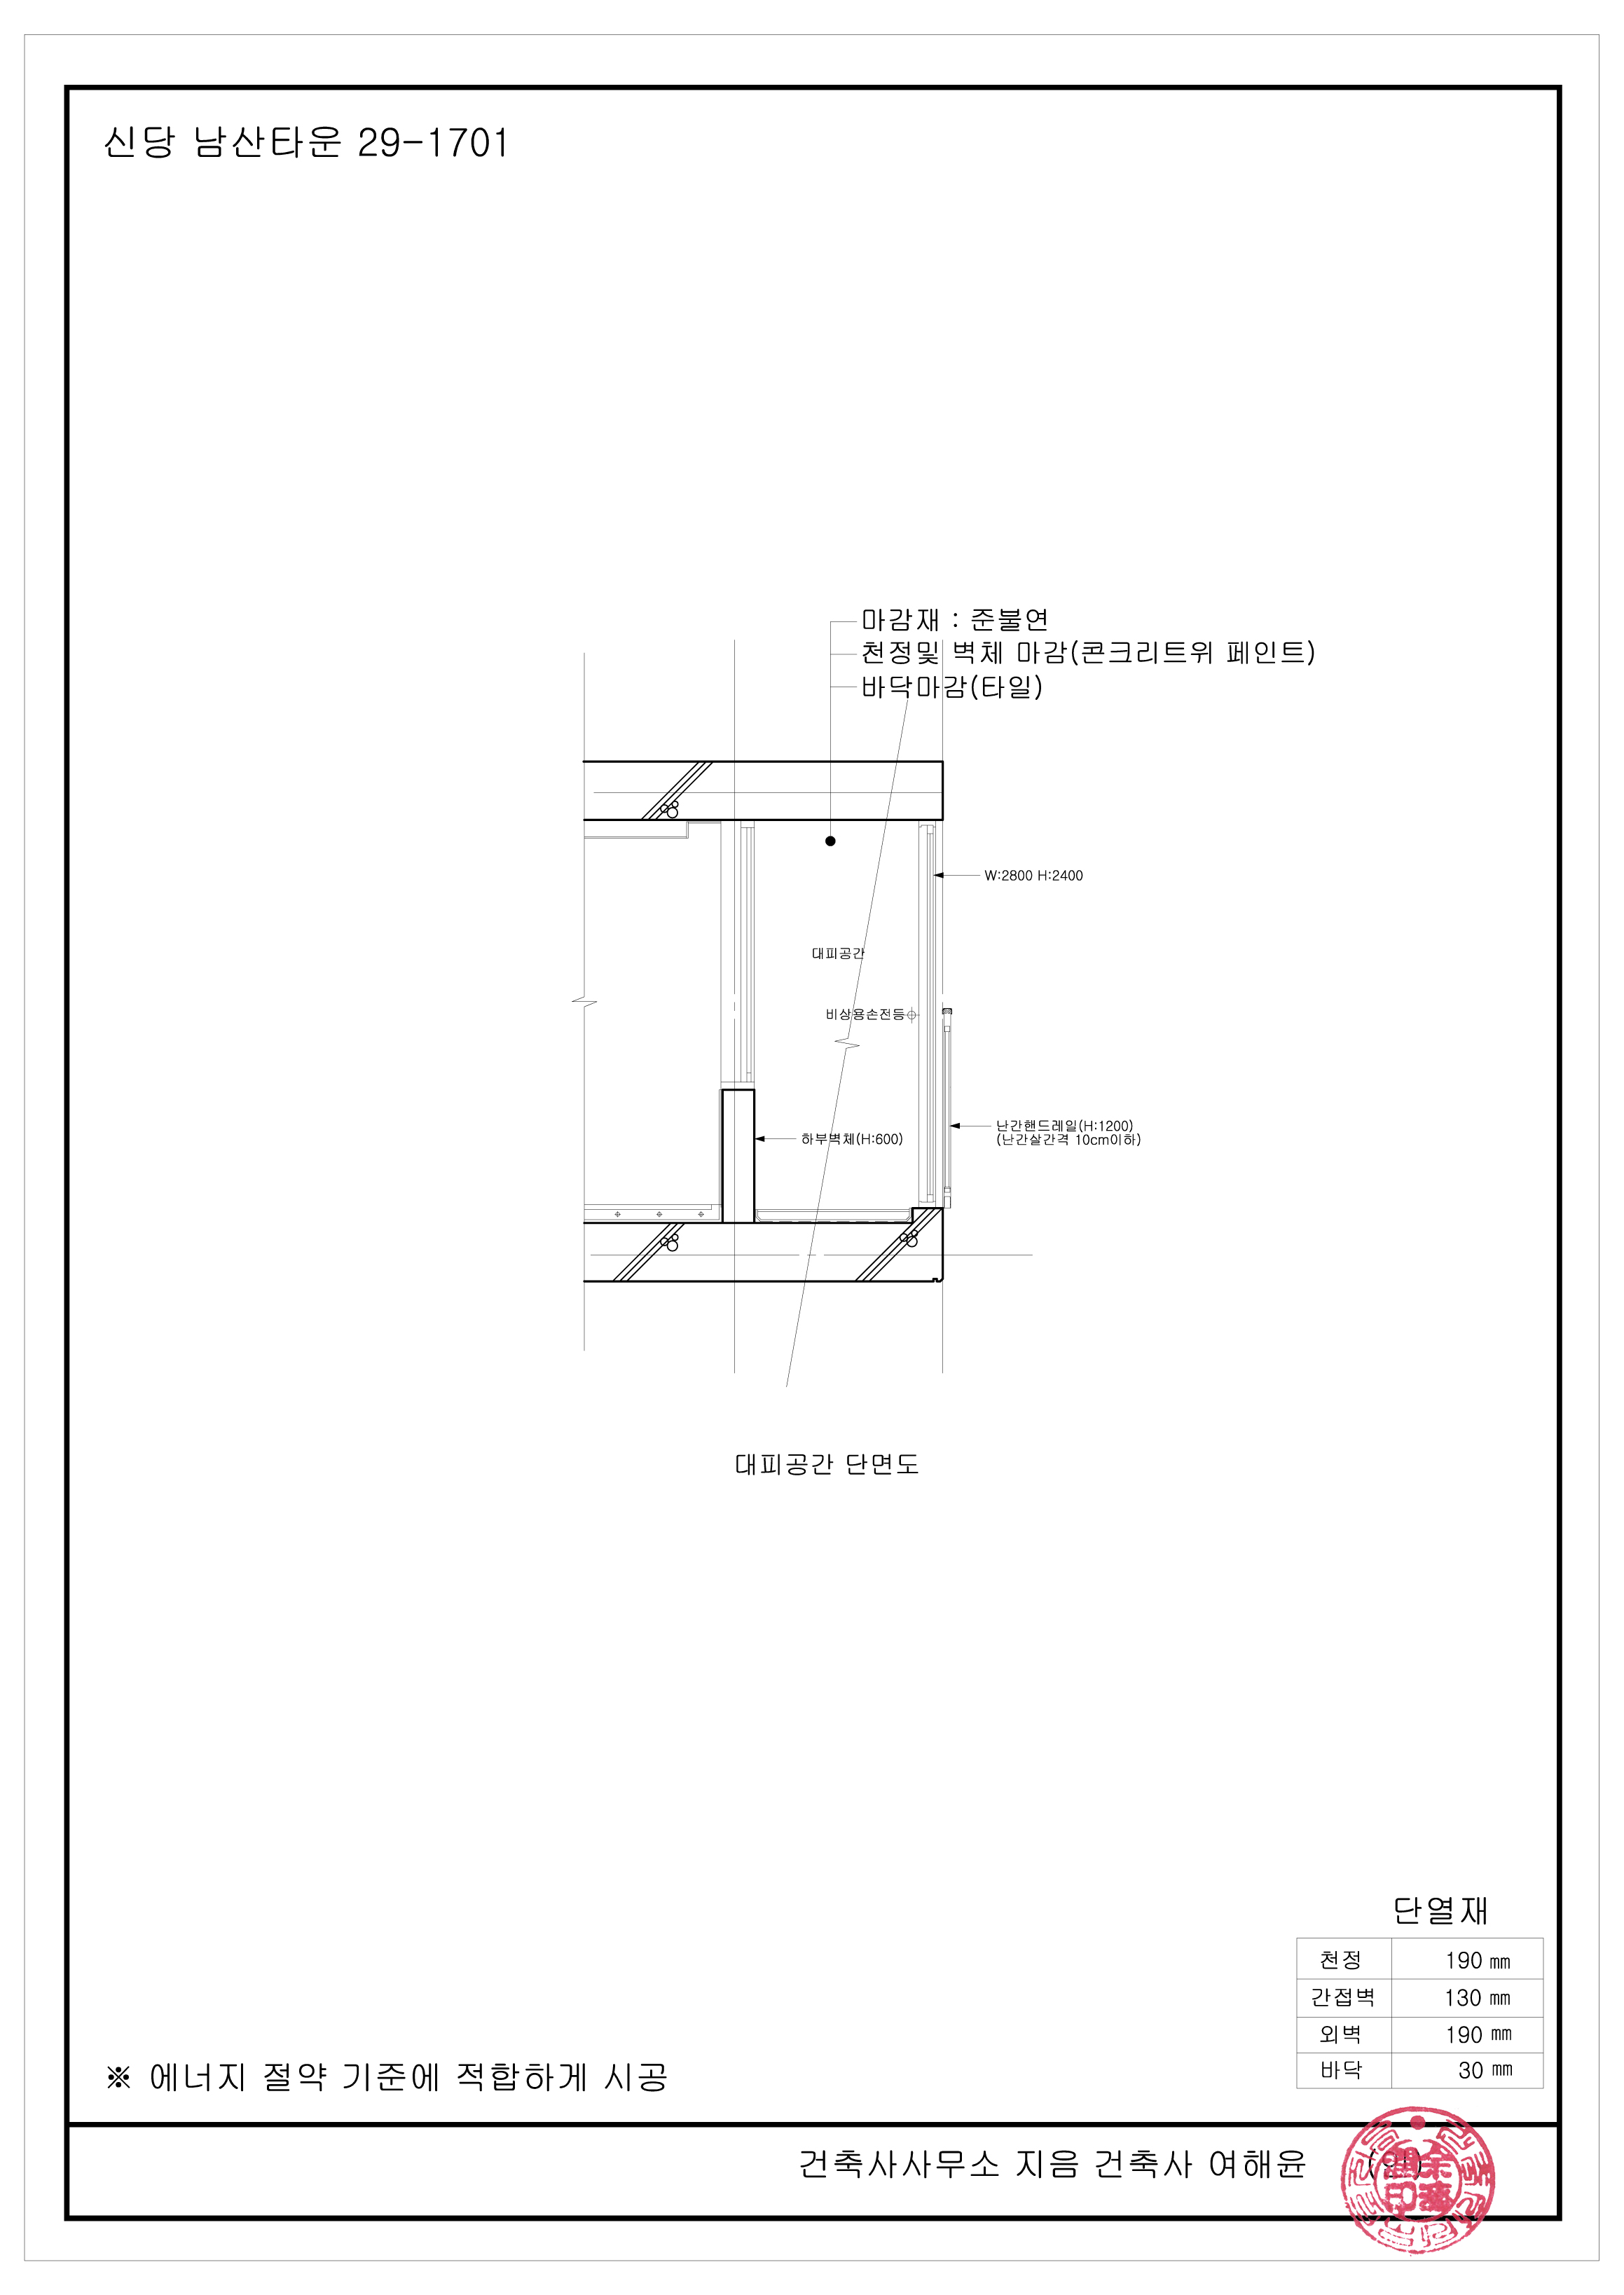 신당 남산타운 29-1701
마감재 : 준불연
천정및 벽체 마감(콘크리트위 페인트)
바닥마감(타일)
W:2800 H:2400
대피공간
비상용손전등
난간핸드레일(H:1200)
(난간살간격 10cm이하)
하부벽체(H:600)
대피공간 단면도
단열재
천정 190 ㎜
간접벽 130 ㎜
외벽 190 ㎜
바닥 30 ㎜
※ 에너지 절약 기준에 적합하게 시공
건축사사무소 지음 건축사 여해윤 (인)